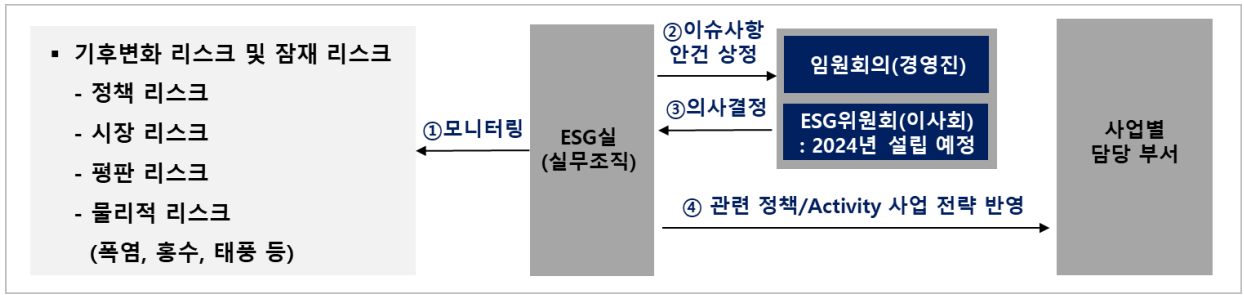 ▪ 기후변화 리스크 및 잠재 리스크
- 정책 리스크
- 시장 리스크
- 평판 리스크
- 물리적 리스크
(폭염, 홍수, 태풍 등)
①모니터링
ESG실
(실무조직)
②이슈사항
안건 상정
③의사결정
임원회의(경영진)
ESG위원회(이사회)
: 2024년 설립 예정
④ 관련 정책/Activity 사업 전략 반영
사업별
담당 부서